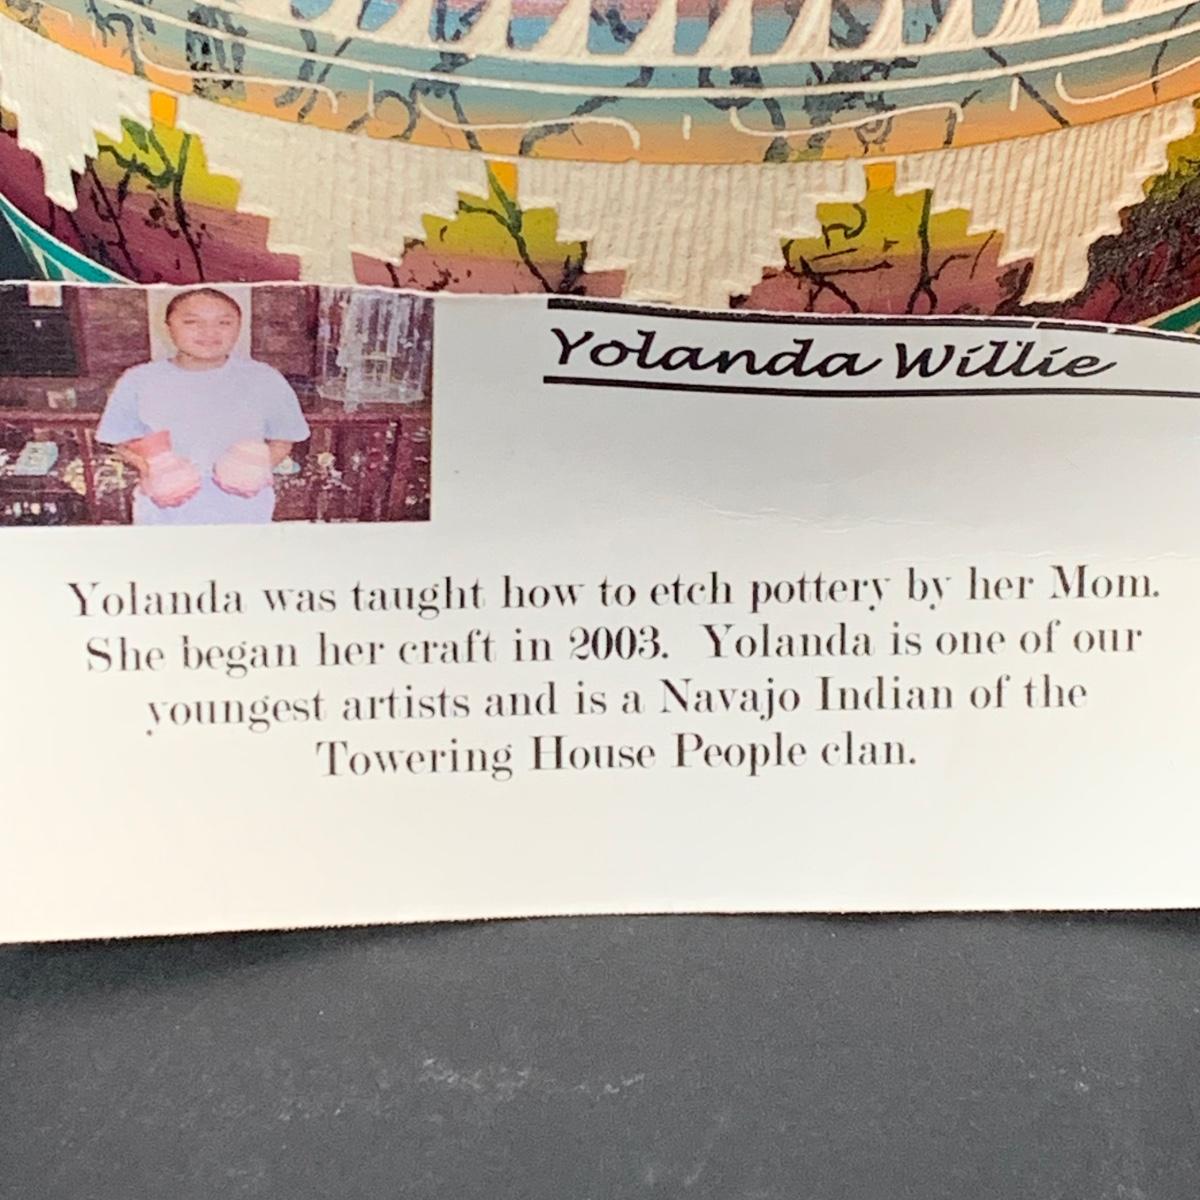 Yolanda Willie
Yolanda was taught how to etch pottery by her Mom.
She began her craft in 2003. Yolanda is one of our
youngest artists and is a Navajo Indian of the
Towering House People clan.